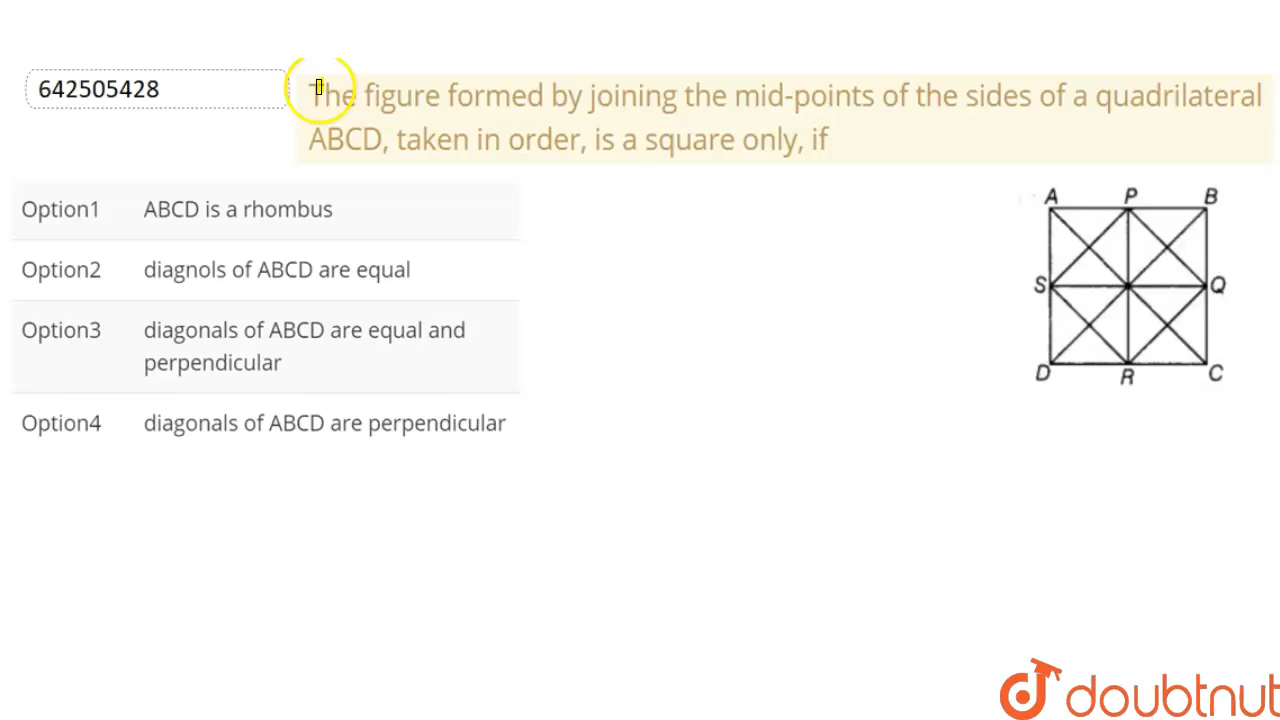 642505428
The figure formed by joining the mid-points of the sides of a quadrilateral
ABCD, taken in order, is a square only, if
Option1 ABCD is a rhombus
Option2 diagnols of ABCD are equal
Option3 diagonals of ABCD are equal and
perpendicular
Option4 diagonals of ABCD are perpendicular
A P B
S Q
D R C
doubtnut